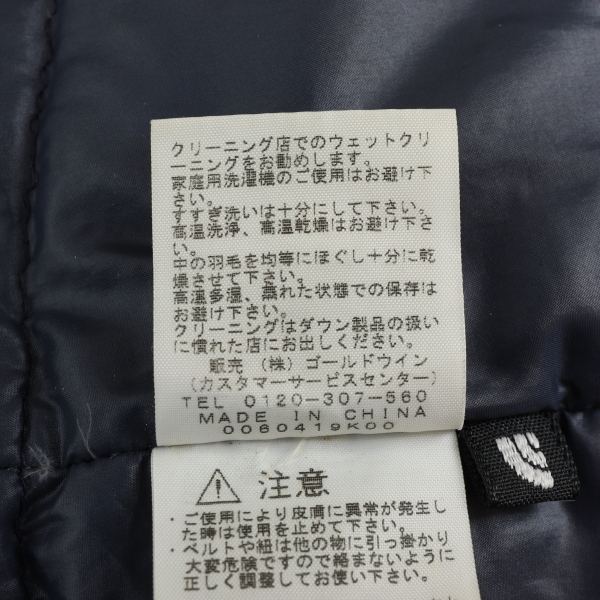 クリーニング店でのウェットクリ
ーニングをお勧めします。
家庭用洗濯機のご使用はお避け下
さい。
すすぎ洗いは十分にして下さい。
高温洗浄、高温乾燥はお避け下さ
い。
中の羽毛を均等にほぐし十分に乾
燥させて下さい。
高温多湿、蒸れた状態での保存は
お避け下さい。
クリーニングはダウン製品の扱い
に慣れた店にお出しください。
販売 (株) ゴールドウイン
(カスタマーサービスセンター)
TEL 0120-307-560
MADE IN CHINA
0060419K00
注意
・ご使用により皮膚に異常が発生し
た時は使用を止めて下さい。
・ベルトや紐は他の物に引っ掛かり
大変危険ですので絡まないように
正しく調整してお使い下さい。